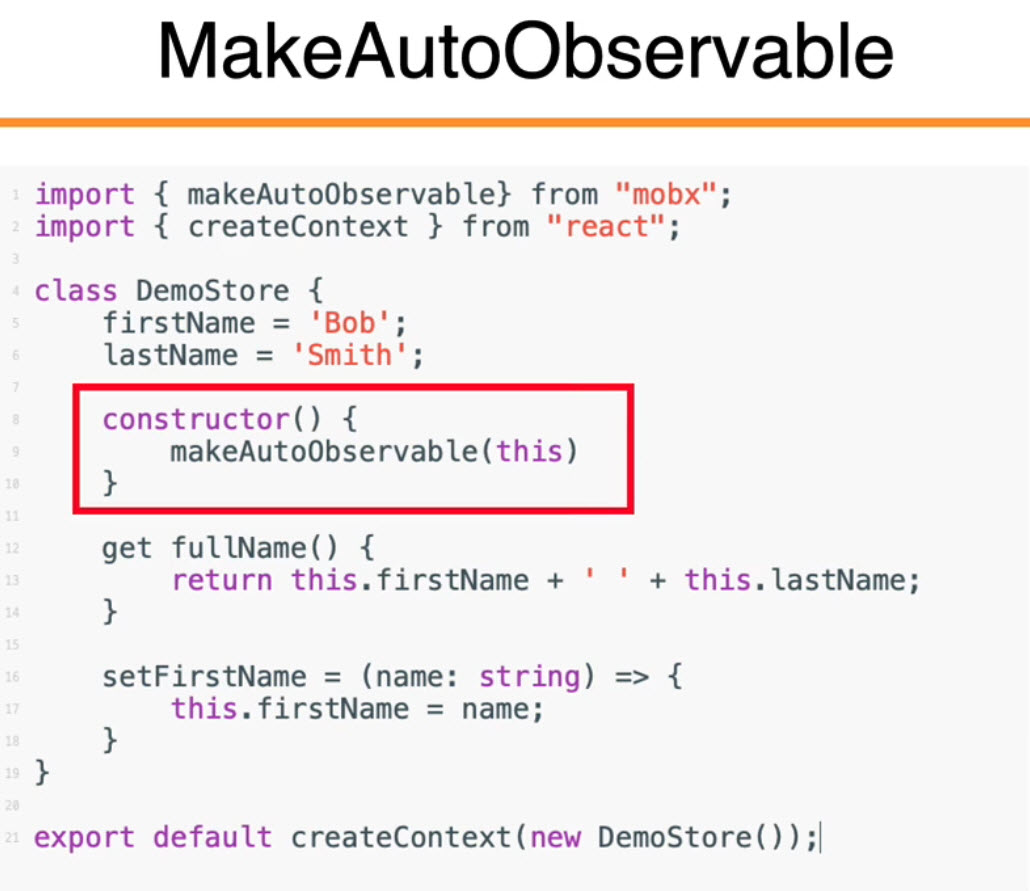 MakeAutoObservable
1 import { makeAutoObservable} from "mobx";
2 import { createContext } from "react";
3
4 class DemoStore {
5     firstName = 'Bob';
6     lastName = 'Smith';
7
8     constructor() {
9         makeAutoObservable(this)
10     }
11
12     get fullName() {
13         return this.firstName + ' ' + this.lastName;
14     }
15
16     setFirstName = (name: string) => {
17         this.firstName = name;
18     }
19 }
20
21 export default createContext(new DemoStore());